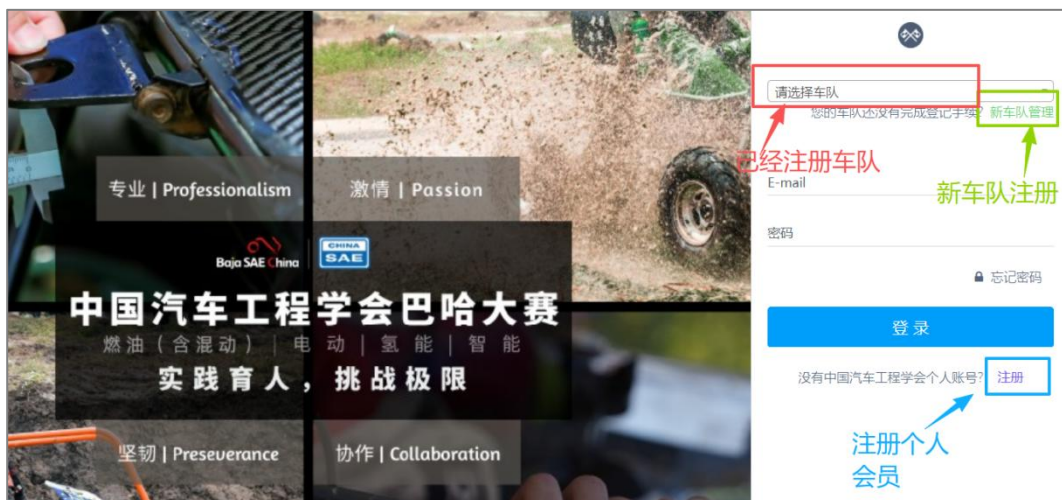 专业 | Professionalism
激情 | Passion
Baja SAE China
CHINA
SAE
中国汽车工程学会巴哈大赛
燃油（含混动） | 电动 | 氢能 | 智能
实践育人，挑战极限
坚韧 | Preseverance
协作 | Collaboration
请选择车队
您的车队还没有完成登记手续? 新车队管理
已经注册车队
新车队注册
E-mail
密码
忘记密码
登录
没有中国汽车工程学会个人账号? 注册
注册个人
会员